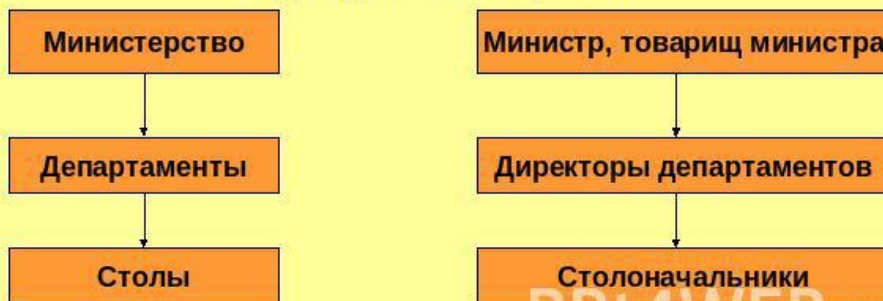 Министерство
Министр, товарищ министра
Департаменты
Директоры департаментов
Столы
Столоначальники